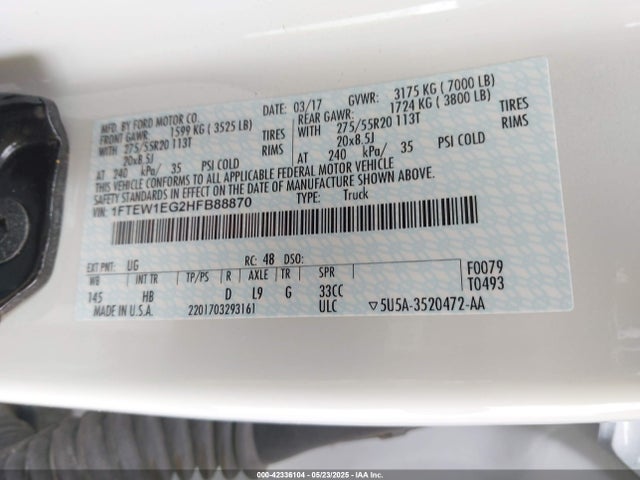 MFD. BY FORD MOTOR CO.
03/17 GVWR: 3175 KG ( 7000 LB)
FRONT GAWR: 1599 KG ( 3525 LB) REAR GAWR: 1724 KG ( 3800 LB)
WITH 275/55R20 113T TIRES WITH 275/55R20 113T TIRES
20x8.5J RIMS 20x8.5J RIMS
AT 240 kPa/ 35 PSI COLD AT 240 kPa/ 35 PSI COLD
THIS VEHICLE CONFORMS TO ALL APPLICABLE FEDERAL MOTOR VEHICLE
SAFETY STANDARDS IN EFFECT ON THE DATE OF MANUFACTURE
VIN: 1FTEW1EG2HFB88870 TYPE: Truck
EXT PNT: UG RC: 48 DSO:
WB INT TR TP/PS R AXLE TR SPR
145 HB D L9 G 33CC
F0079
T0493
MADE IN U.S.A. 2201703293161 ULC ▽5U5A-3520472-AA
000-42336104 - 05/23/2025 - Copyright IAA, LLC.